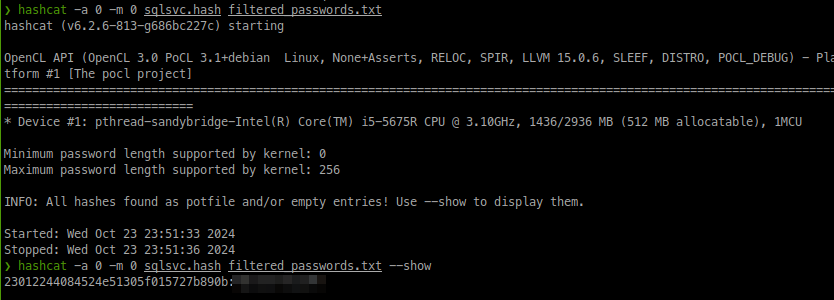 ❯ hashcat -a 0 -m 0 sqlsvc.hash filtered_passwords.txt
hashcat (v6.2.6-813-g686bc227c) starting
OpenCL API (OpenCL 3.0 PoCL 3.1+debian  Linux, None+Asserts, RELOC, SPIR, LLVM 15.0.6, SLEEF, DISTRO, POCL_DEBUG) - Pla
tform #1 [The pocl project]
========================================================================================================================
===========================
* Device #1: pthread-sandybridge-Intel(R) Core(TM) i5-5675R CPU @ 3.10GHz, 1436/2936 MB (512 MB allocatable), 1MCU
Minimum password length supported by kernel: 0
Maximum password length supported by kernel: 256
INFO: All hashes found as potfile and/or empty entries! Use --show to display them.
Started: Wed Oct 23 23:51:33 2024
Stopped: Wed Oct 23 23:51:36 2024
❯ hashcat -a 0 -m 0 sqlsvc.hash filtered_passwords.txt --show
23012244084524e51305f015727b890b: